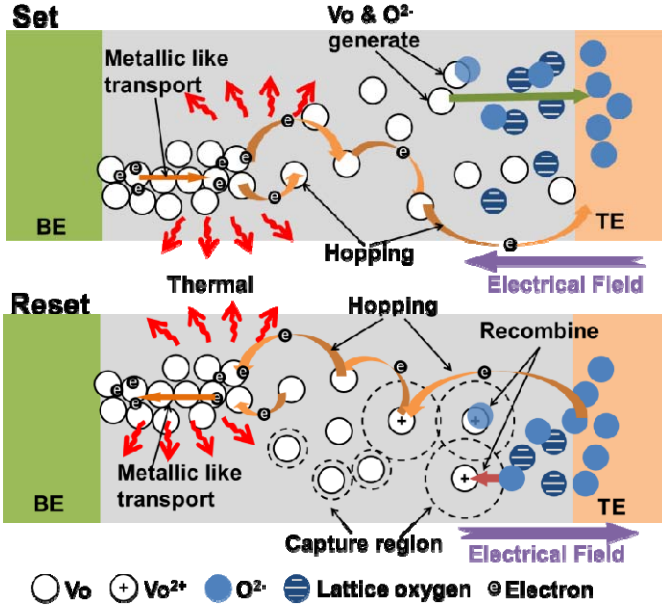 Set
Vo & O²⁻
generate
Metallic like
transport
e e e e e e e e e e
BE
Hopping
TE
Thermal
Electrical Field
Reset
Hopping
Recombine
e e e e e e e e e e
+
+
+
Metallic like
transport
BE
Capture region
TE
Electrical Field
Vo
+ Vo²⁺
O²⁻
Lattice oxygen
e Electron